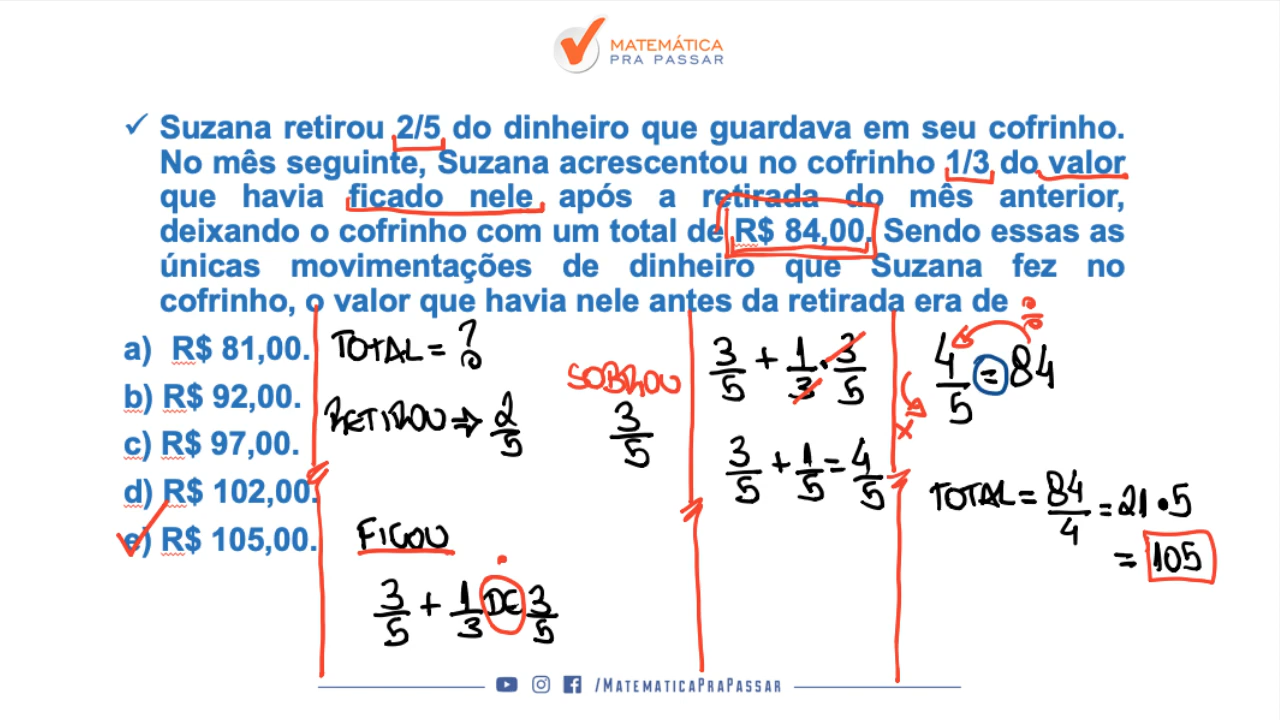 MATEMÁTICA
PRA PASSAR
✓ Suzana retirou 2/5 do dinheiro que guardava em seu cofrinho.
No mês seguinte, Suzana acrescentou no cofrinho 1/3 do valor
que havia ficado nele após a retirada do mês anterior,
deixando o cofrinho com um total de R$ 84,00. Sendo essas as
únicas movimentações de dinheiro que Suzana fez no
cofrinho, o valor que havia nele antes da retirada era de
a) R$ 81,00.
b) R$ 92,00.
c) R$ 97,00.
d) R$ 102,00.
e) R$ 105,00.
TOTAL = ?
RETIROU ⇒ 2/5
SOBROU
3/5
FICOU
3/5 + 1/3 DE 3/5
3/5 + 1/3 · 3/5
3/5 + 1/5 = 4/5
4/5 = 84
÷
x
TOTAL = 84/4 = 21 · 5
= 105
/MATEMATICAPRAPASSAR